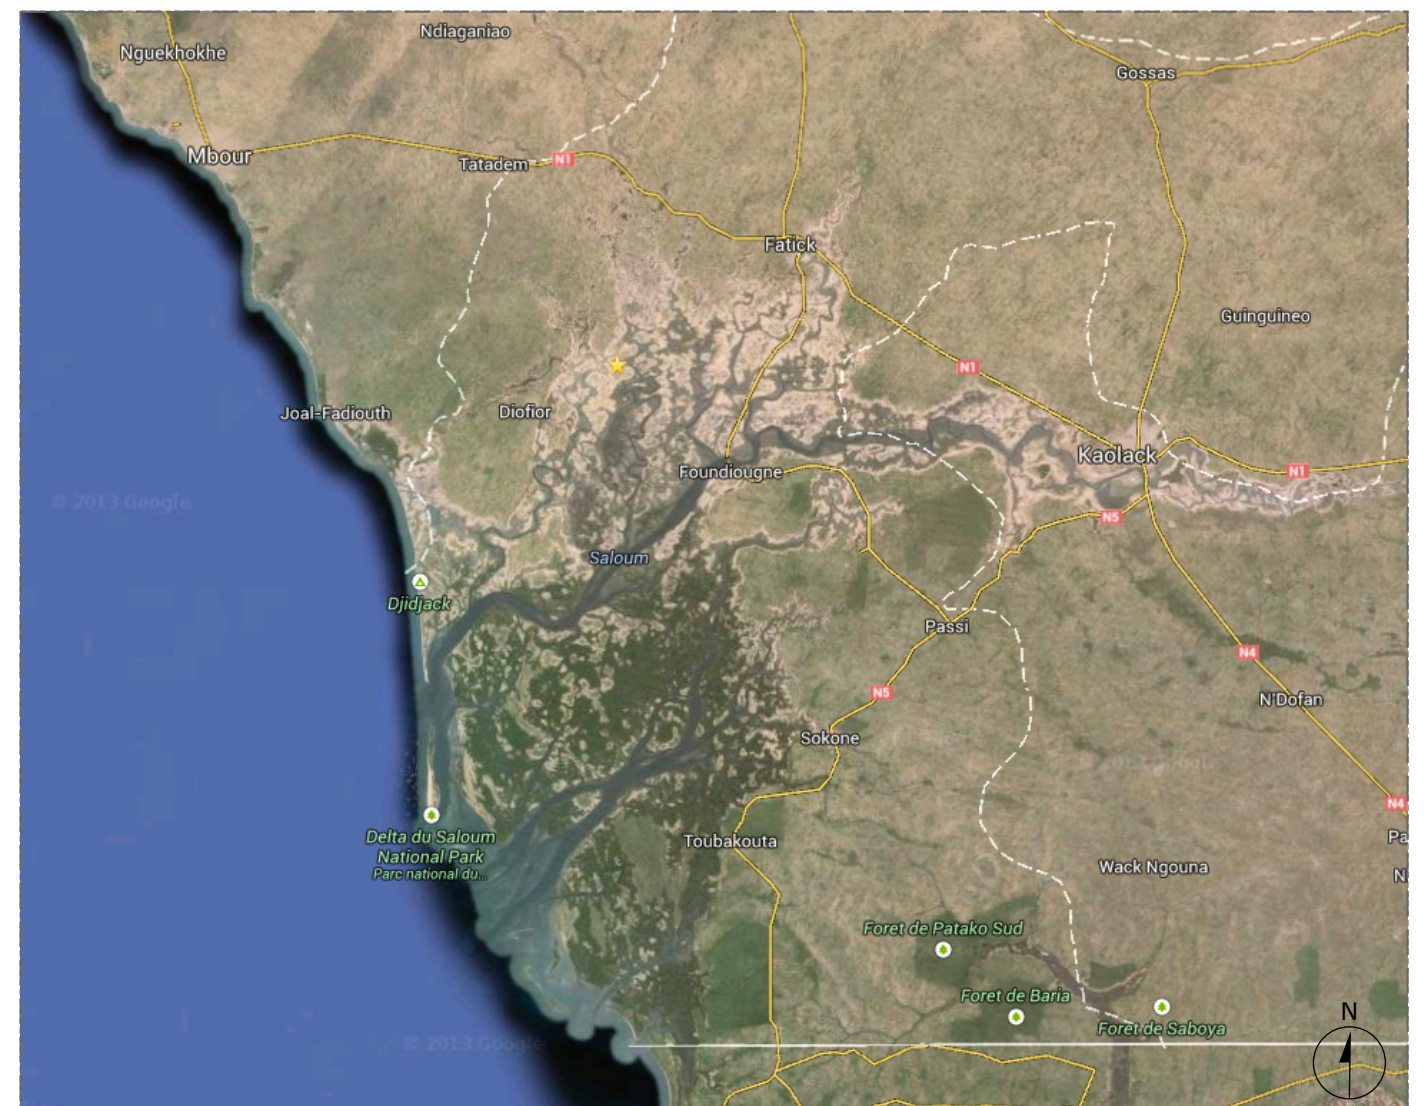 Ndiaganiao
Nguekhokhe
Gossas
Mbour
N1
Tatadem
Fatick
Guinguineo
N1
Joal-Fadiouth
Diofior
Kaolack
Foundiougne
N1
© 2013 Google
N5
Saloum
Djidjack
Passi
N4
N5
N'Dofan
Sokone
N4
Delta du Saloum
National Park
Parc national du...
Toubakouta
Pa
Wack Ngouna
N
Foret de Patako Sud
Foret de Baria
N
Foret de Saboya
© 2013 Google